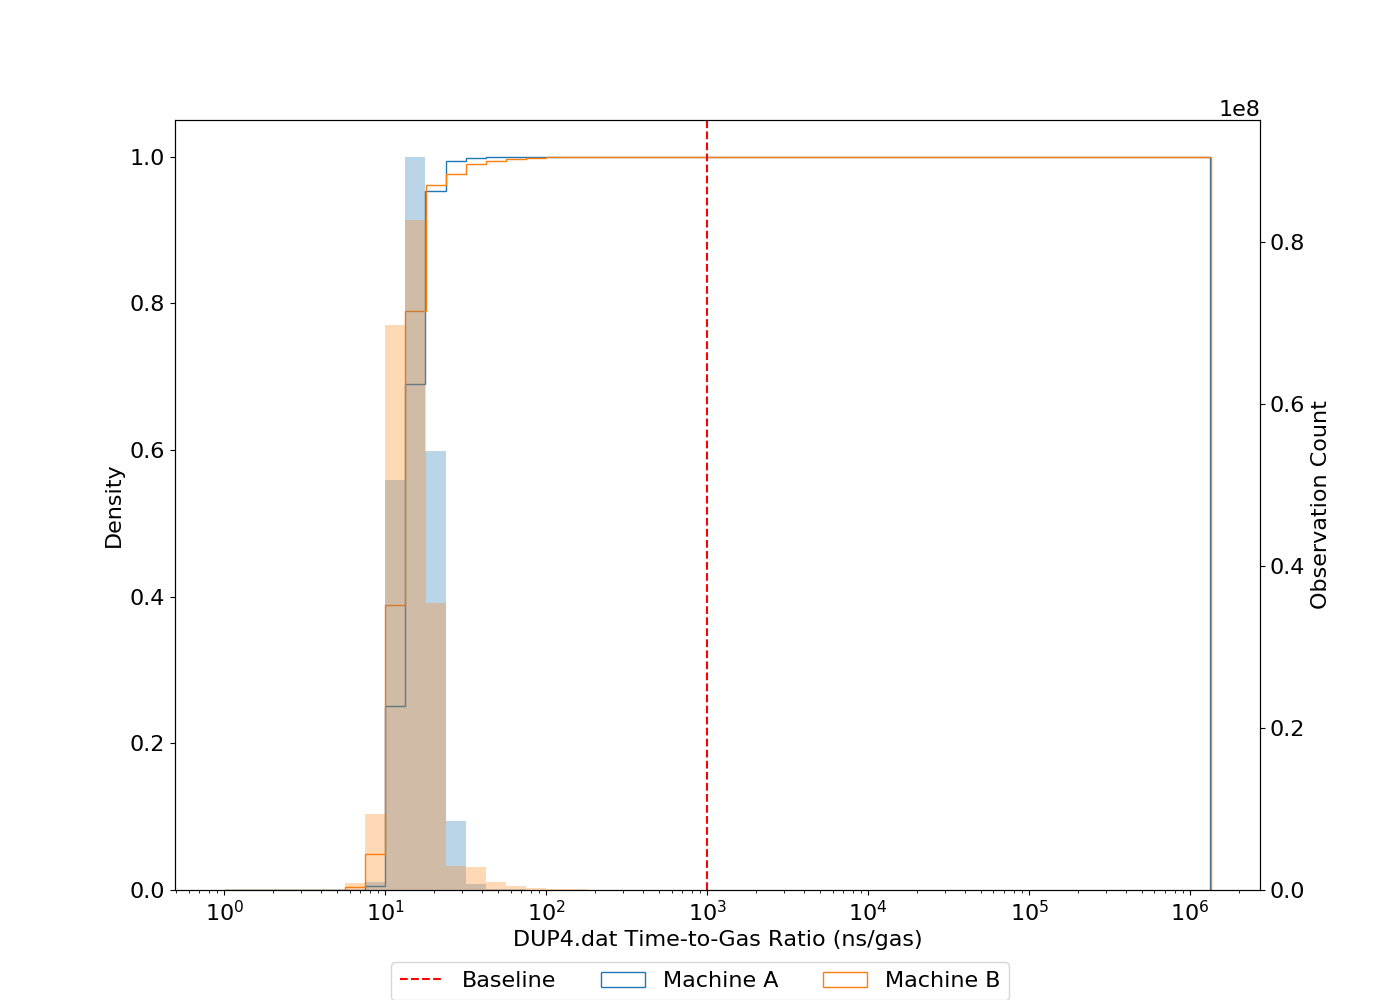 1e8
1.0
0.8
0.6
0.4
0.2
0.0
Density
0.8
0.6
0.4
0.2
0.0
Observation Count
10⁰ 10¹ 10² 10³ 10⁴ 10⁵ 10⁶
DUP4.dat Time-to-Gas Ratio (ns/gas)
Baseline Machine A Machine B